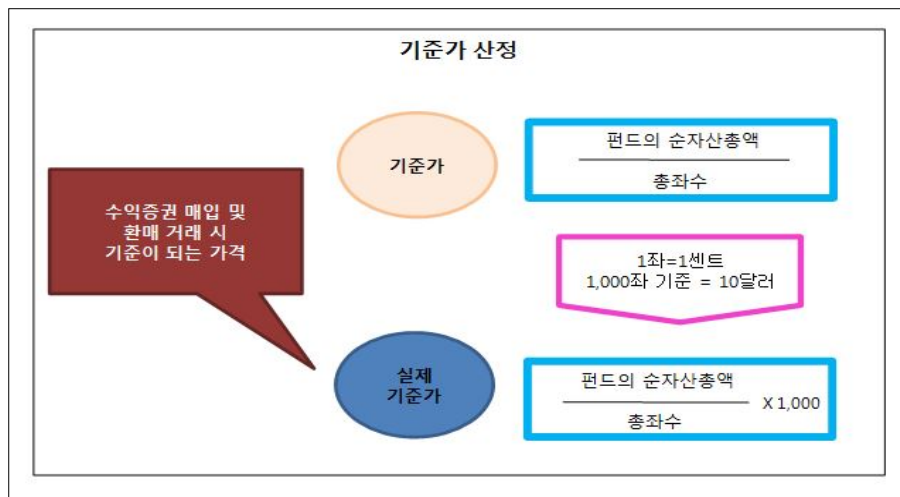 기준가 산정
기준가
펀드의 순자산총액
총좌수
수익증권 매입 및
환매 거래 시
기준이 되는 가격
1좌=1센트
1,000좌 기준 = 10달러
실제
기준가
펀드의 순자산총액
총좌수
X 1,000